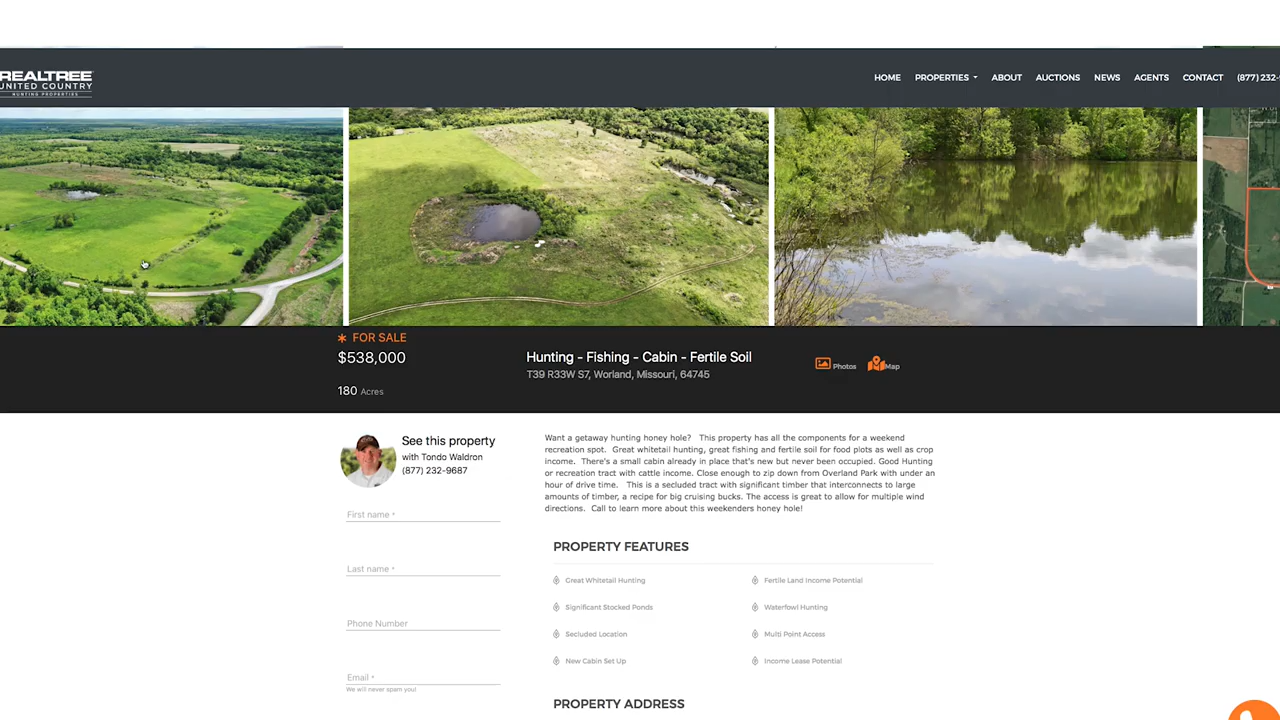 REALTREE
UNITED COUNTRY
HUNTING PROPERTIES
HOME PROPERTIES ABOUT AUCTIONS NEWS AGENTS CONTACT (877) 232-
FOR SALE
$538,000
180 Acres
Hunting - Fishing - Cabin - Fertile Soil
T39 R33W S7, Worland, Missouri, 64745
Photos Map
See this property
with Tondo Waldron
(877) 232-9687
First name *
Last name *
Phone Number
Email *
We will never spam you!
Want a getaway hunting honey hole? This property has all the components for a weekend
recreation spot. Great whitetail hunting, great fishing and fertile soil for food plots as well as crop
income. There's a small cabin already in place that's new but never been occupied. Good Hunting
or recreation tract with cattle income. Close enough to zip down from Overland Park with under an
hour of drive time. This is a secluded tract with significant timber that interconnects to large
amounts of timber, a recipe for big cruising bucks. The access is great to allow for multiple wind
directions. Call to learn more about this weekenders honey hole!
PROPERTY FEATURES
Great Whitetail Hunting Fertile Land Income Potential
Significant Stocked Ponds Waterfowl Hunting
Secluded Location Multi Point Access
New Cabin Set Up Income Lease Potential
PROPERTY ADDRESS